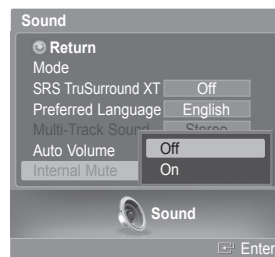 Sound
Return
Mode
SRS TruSurround XT Off
Preferred Language English
Multi-Track Sound Stereo
Auto Volume Off
Internal Mute On
Sound
Enter